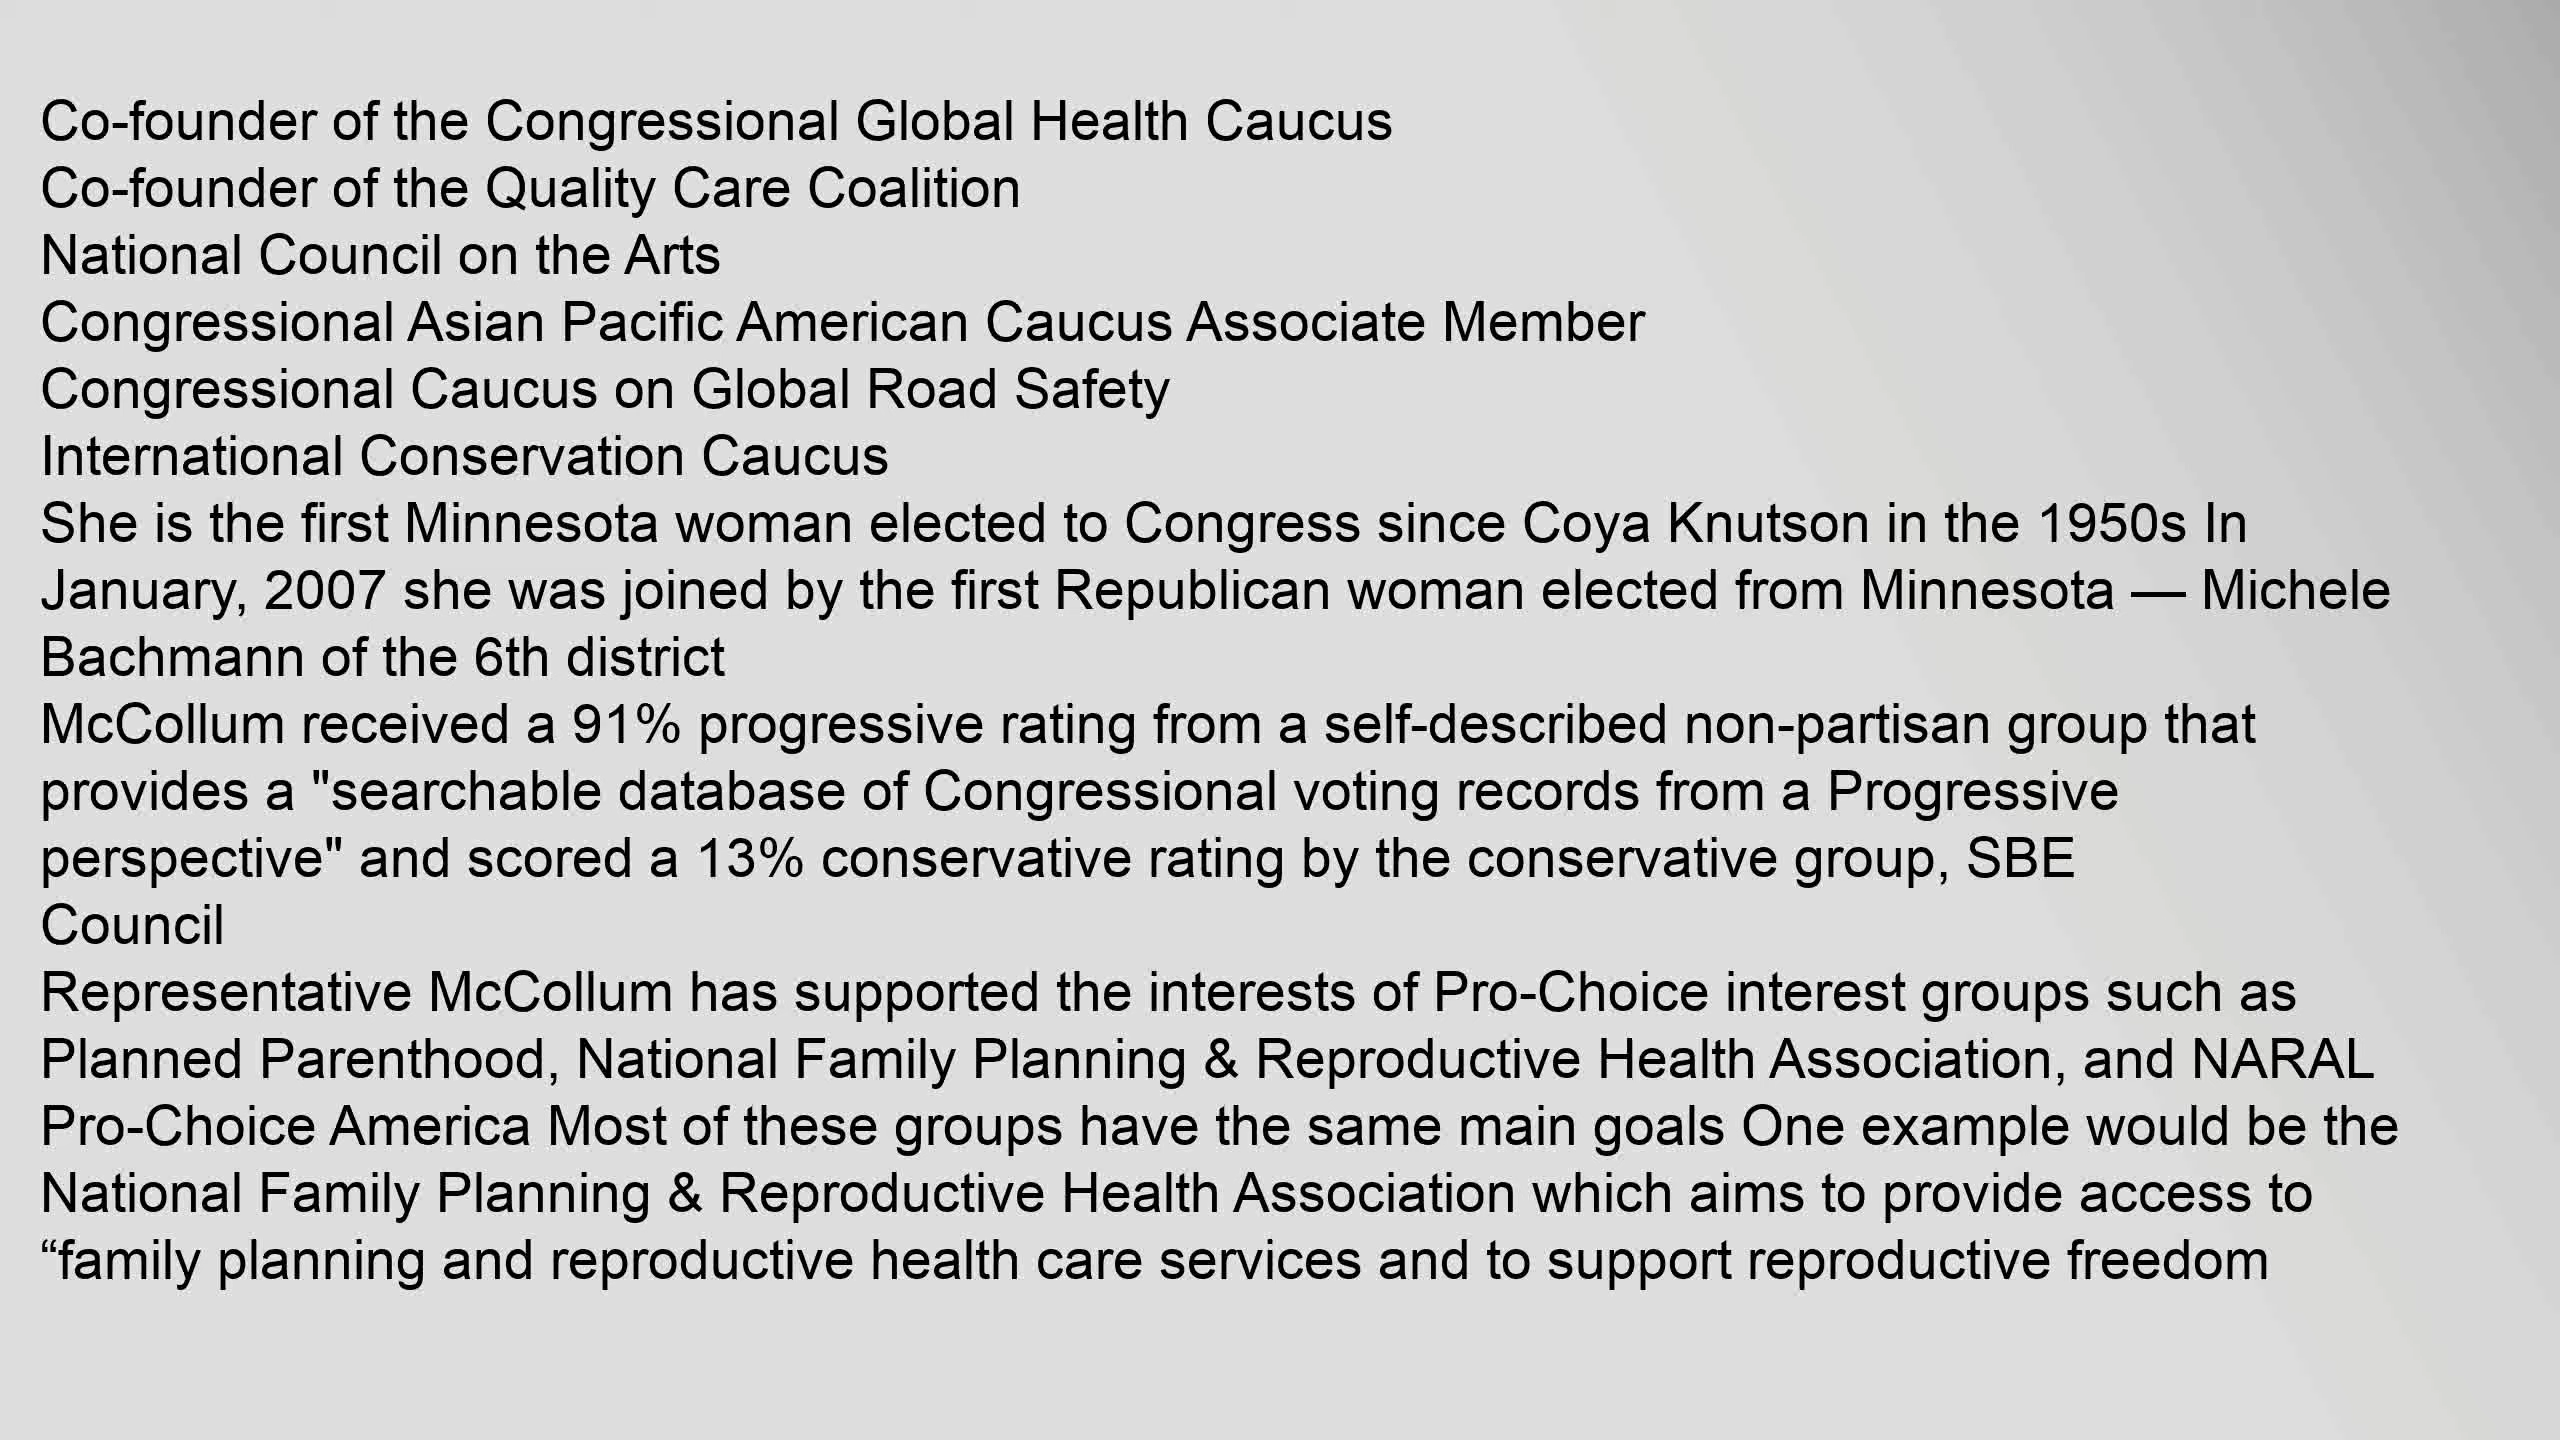 Co-founder of the Congressional Global Health Caucus
Co-founder of the Quality Care Coalition
National Council on the Arts
Congressional Asian Pacific American Caucus Associate Member
Congressional Caucus on Global Road Safety
International Conservation Caucus
She is the first Minnesota woman elected to Congress since Coya Knutson in the 1950s In
January, 2007 she was joined by the first Republican woman elected from Minnesota — Michele
Bachmann of the 6th district
McCollum received a 91% progressive rating from a self-described non-partisan group that
provides a "searchable database of Congressional voting records from a Progressive
perspective" and scored a 13% conservative rating by the conservative group, SBE
Council
Representative McCollum has supported the interests of Pro-Choice interest groups such as
Planned Parenthood, National Family Planning & Reproductive Health Association, and NARAL
Pro-Choice America Most of these groups have the same main goals One example would be the
National Family Planning & Reproductive Health Association which aims to provide access to
“family planning and reproductive health care services and to support reproductive freedom